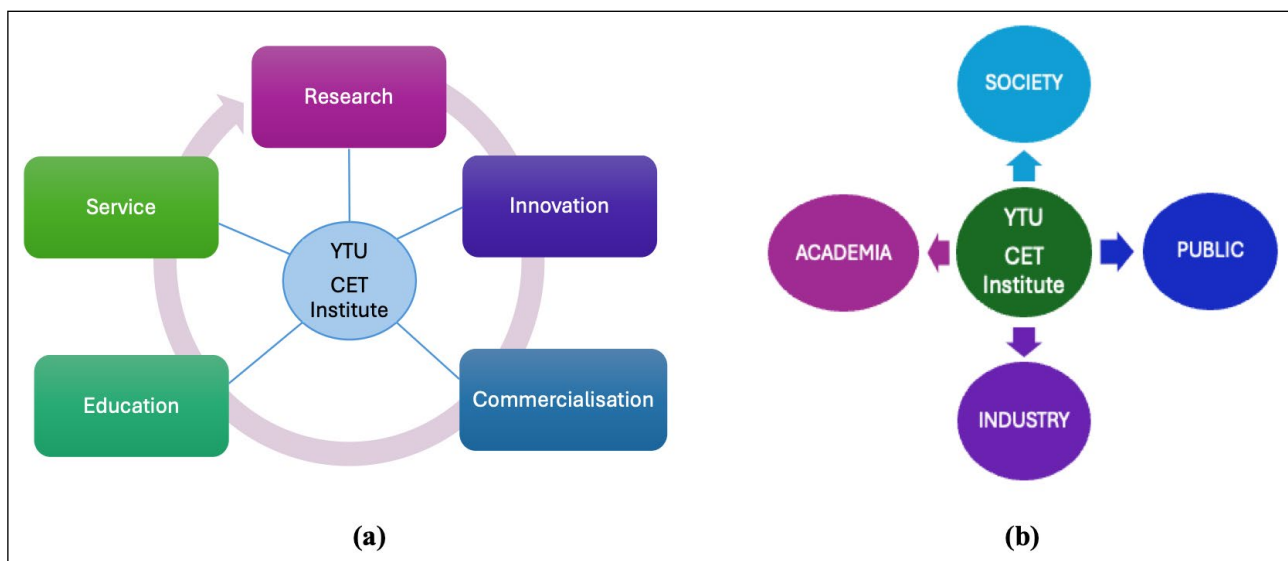 Research
Innovation
Commercialisation
Education
Service
YTU
CET
Institute
(a)
SOCIETY
ACADEMIA
YTU
CET
Institute
PUBLIC
INDUSTRY
(b)